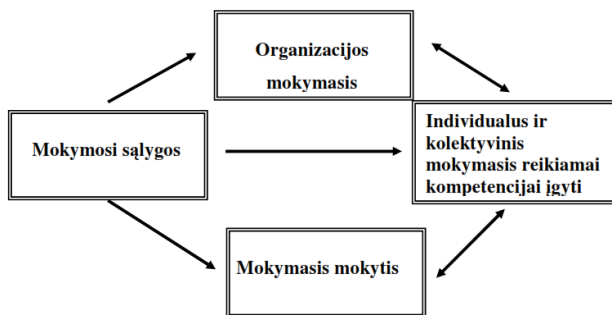 Organizacijos
mokymasis
Mokymosi sąlygos
Individualus ir
kolektyvinis
mokymasis reikiamai
kompetencijai įgyti
Mokymasis mokytis